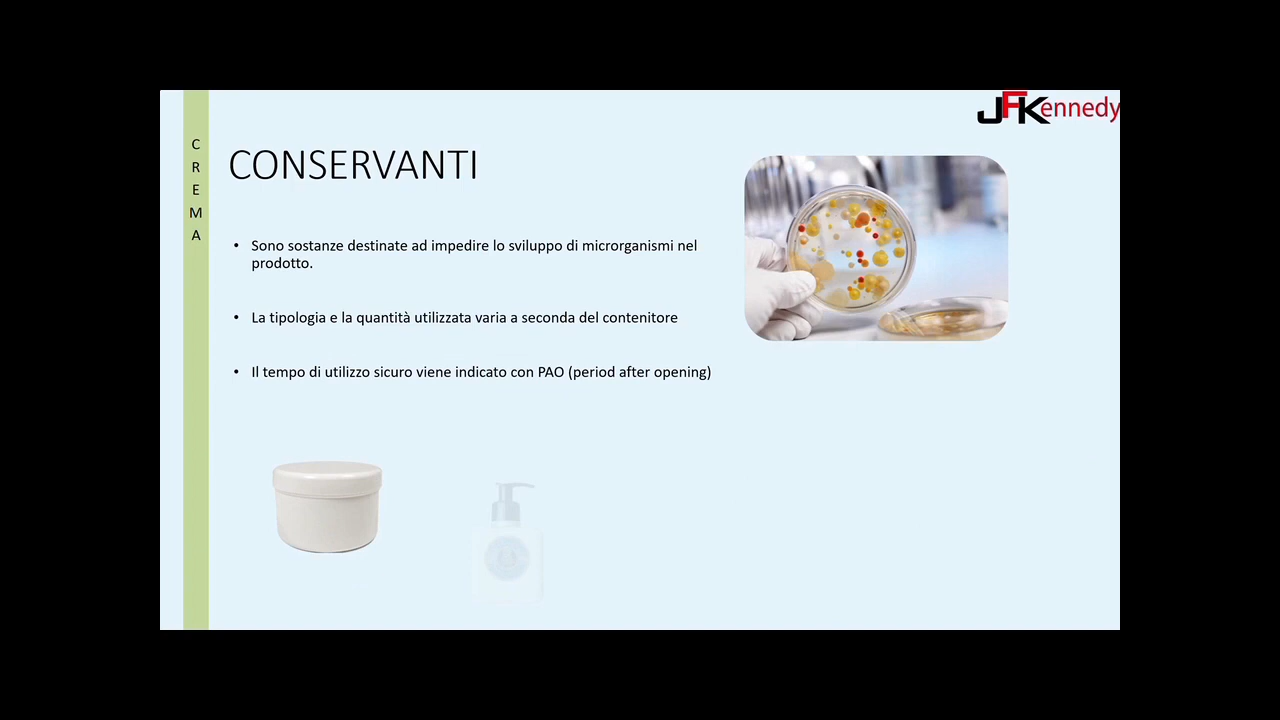 JFKennedy
C
R
E
M
A
CONSERVANTI
• Sono sostanze destinate ad impedire lo sviluppo di microrganismi nel
prodotto.
• La tipologia e la quantità utilizzata varia a seconda del contenitore
• Il tempo di utilizzo sicuro viene indicato con PAO (period after opening)